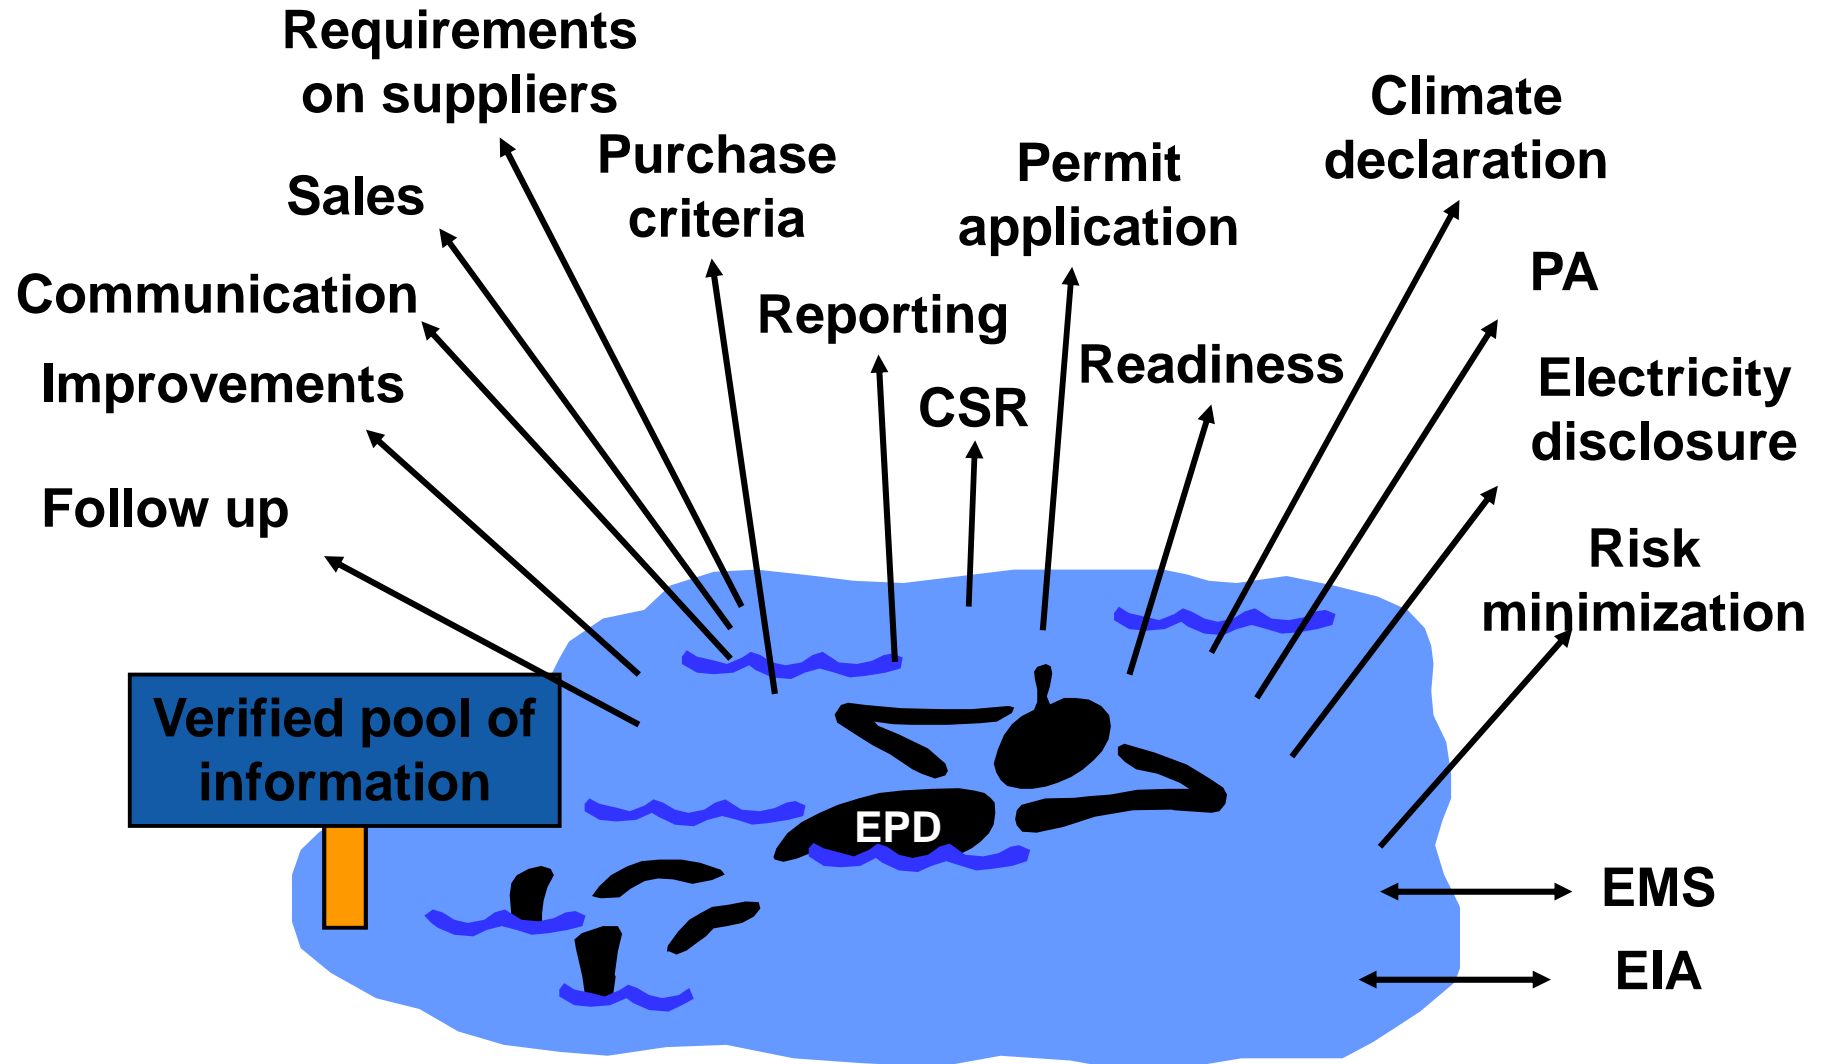 Requirements
on suppliers
Climate
declaration
Purchase
criteria
Permit
application
Sales
PA
Communication
Reporting
Readiness
Improvements
CSR
Electricity
disclosure
Follow up
Risk
minimization
Verified pool of
information
EPD
EMS
EIA